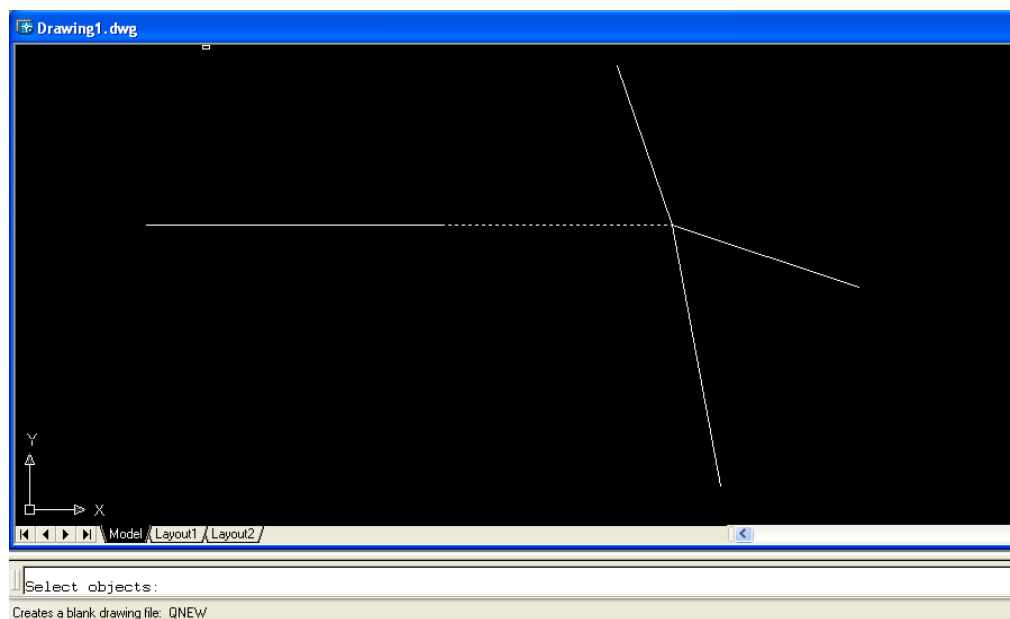 Drawing1.dwg
Y
X
Model Layout1 Layout2
Select objects:
Creates a blank drawing file: QNEW